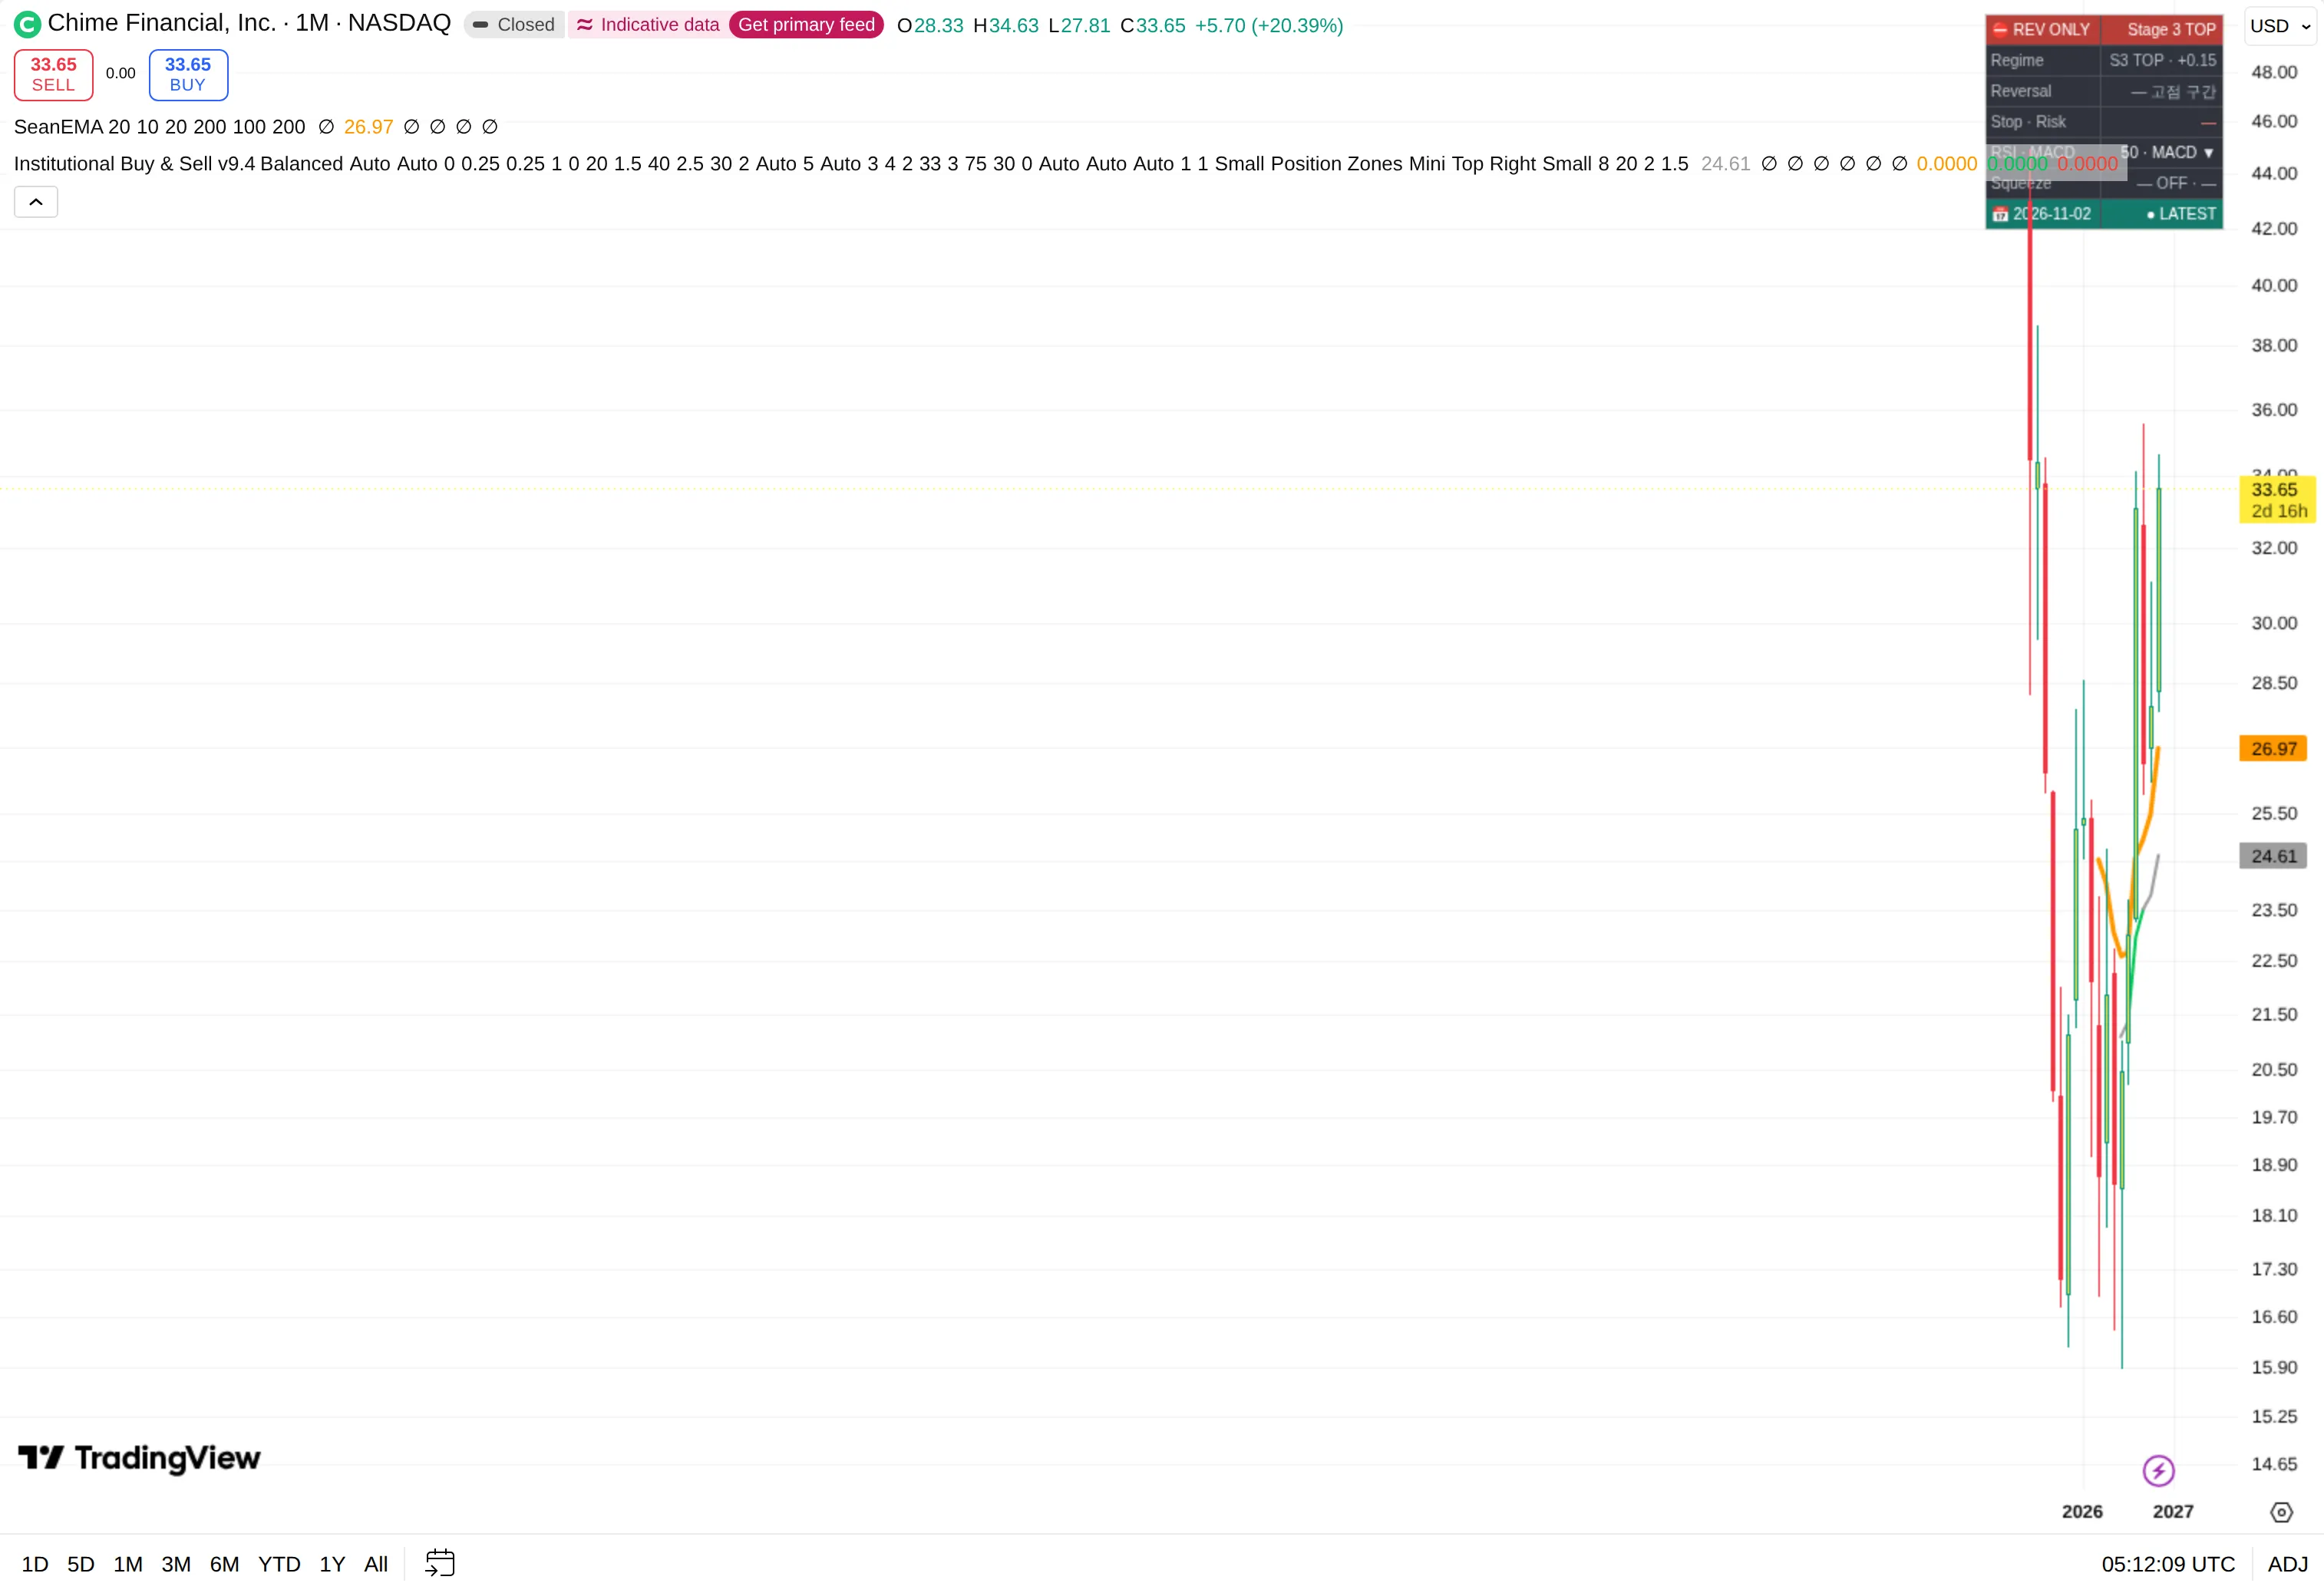 Chime Financial, Inc. · 1M · NASDAQ Closed Indicative data Get primary feed O28.33 H34.63 L27.81 C33.65 +5.70 (+20.39%)
33.65 SELL 0.00 33.65 BUY
SeanEMA 20 10 20 200 100 200 ∅ 26.97 ∅ ∅ ∅ ∅
Institutional Buy & Sell v9.4 Balanced Auto Auto 0 0.25 0.25 1 0 20 1.5 40 2.5 30 2 Auto 5 Auto 3 4 2 33 3 75 30 0 Auto Auto Auto 1 1 Small Position Zones Mini Top Right Small 8 20 2 1.5 24.61 ∅ ∅ ∅ ∅ ∅ ∅ 0.0000 0.0000 0.0000
REV ONLY Stage 3 TOP
Regime S3 TOP · +0.15
Reversal — 고점 구간
Stop · Risk —
RSI · MACD 50 · MACD ▼
Squeeze — OFF · —
2026-11-02 ● LATEST
USD
48.00
46.00
44.00
42.00
40.00
38.00
36.00
34.00
33.65
2d 16h
32.00
30.00
28.50
26.97
25.50
24.61
23.50
22.50
21.50
20.50
19.70
18.90
18.10
17.30
16.60
15.90
15.25
14.65
TradingView
2026 2027
1D 5D 1M 3M 6M YTD 1Y All 05:12:09 UTC ADJ